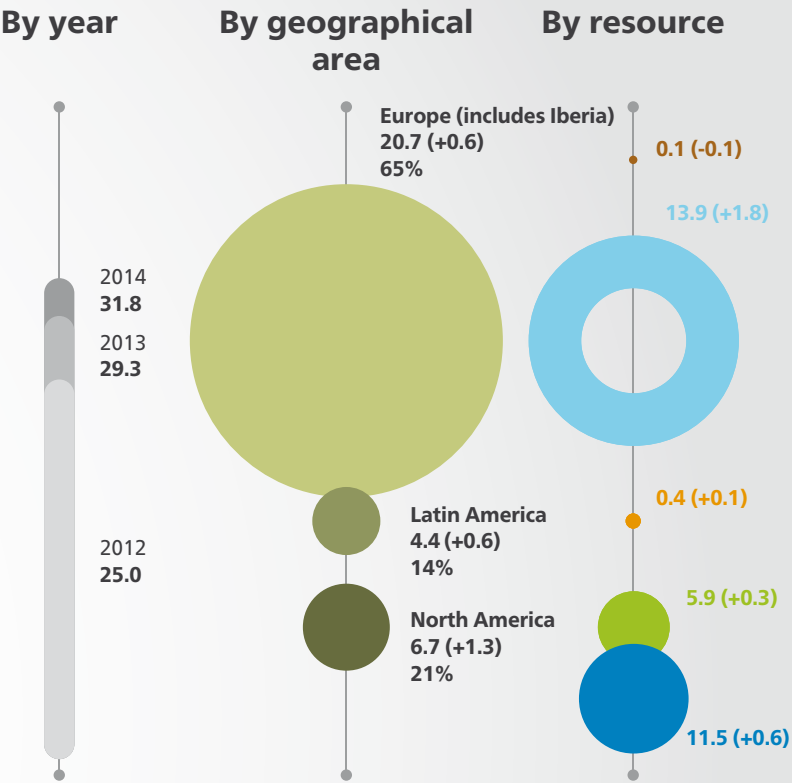 By year
By geographical
area
By resource
2014
31.8
2013
29.3
2012
25.0
Europe (includes Iberia)
20.7 (+0.6)
65%
Latin America
4.4 (+0.6)
14%
North America
6.7 (+1.3)
21%
0.1 (-0.1)
13.9 (+1.8)
0.4 (+0.1)
5.9 (+0.3)
11.5 (+0.6)